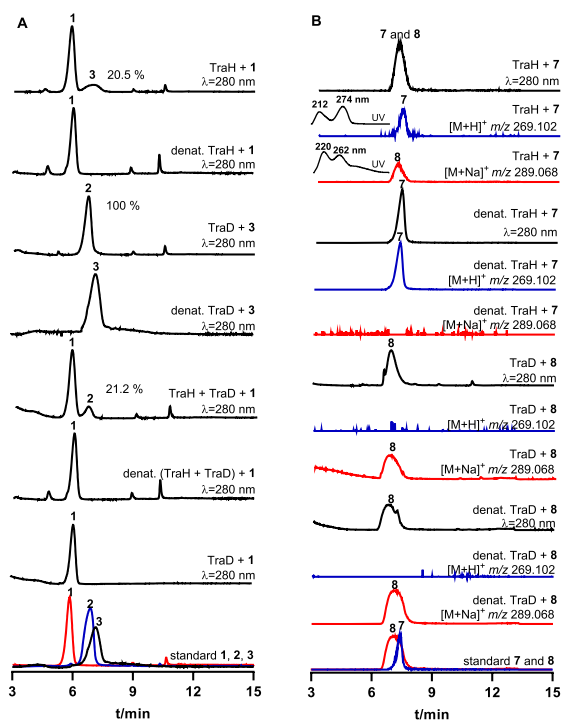 A
1
TraH + 1
3
20.5 %
λ=280 nm
1
denat. TraH + 1
λ=280 nm
2
100 %
TraD + 3
λ=280 nm
3
denat. TraD + 3
λ=280 nm
1
21.2 %
2
TraH + TraD + 1
λ=280 nm
1
denat. (TraH + TraD) + 1
λ=280 nm
1
TraD + 1
λ=280 nm
1
2
3
standard 1, 2, 3
3 6 9 12 15
t/min
B
7 and 8
TraH + 7
λ=280 nm
212
274 nm
UV
7
TraH + 7
[M+H]+ m/z 269.102
220
262 nm
UV
8
TraH + 7
[M+Na]+ m/z 289.068
7
denat. TraH + 7
λ=280 nm
7
denat. TraH + 7
[M+H]+ m/z 269.102
denat. TraH + 7
[M+Na]+ m/z 289.068
8
TraD + 8
λ=280 nm
TraD + 8
[M+H]+ m/z 269.102
8
TraD + 8
[M+Na]+ m/z 289.068
8
denat. TraD + 8
λ=280 nm
denat. TraD + 8
[M+H]+ m/z 269.102
8
denat. TraD + 8
[M+Na]+ m/z 289.068
8
7
standard 7 and 8
3 6 9 12 15
t/min